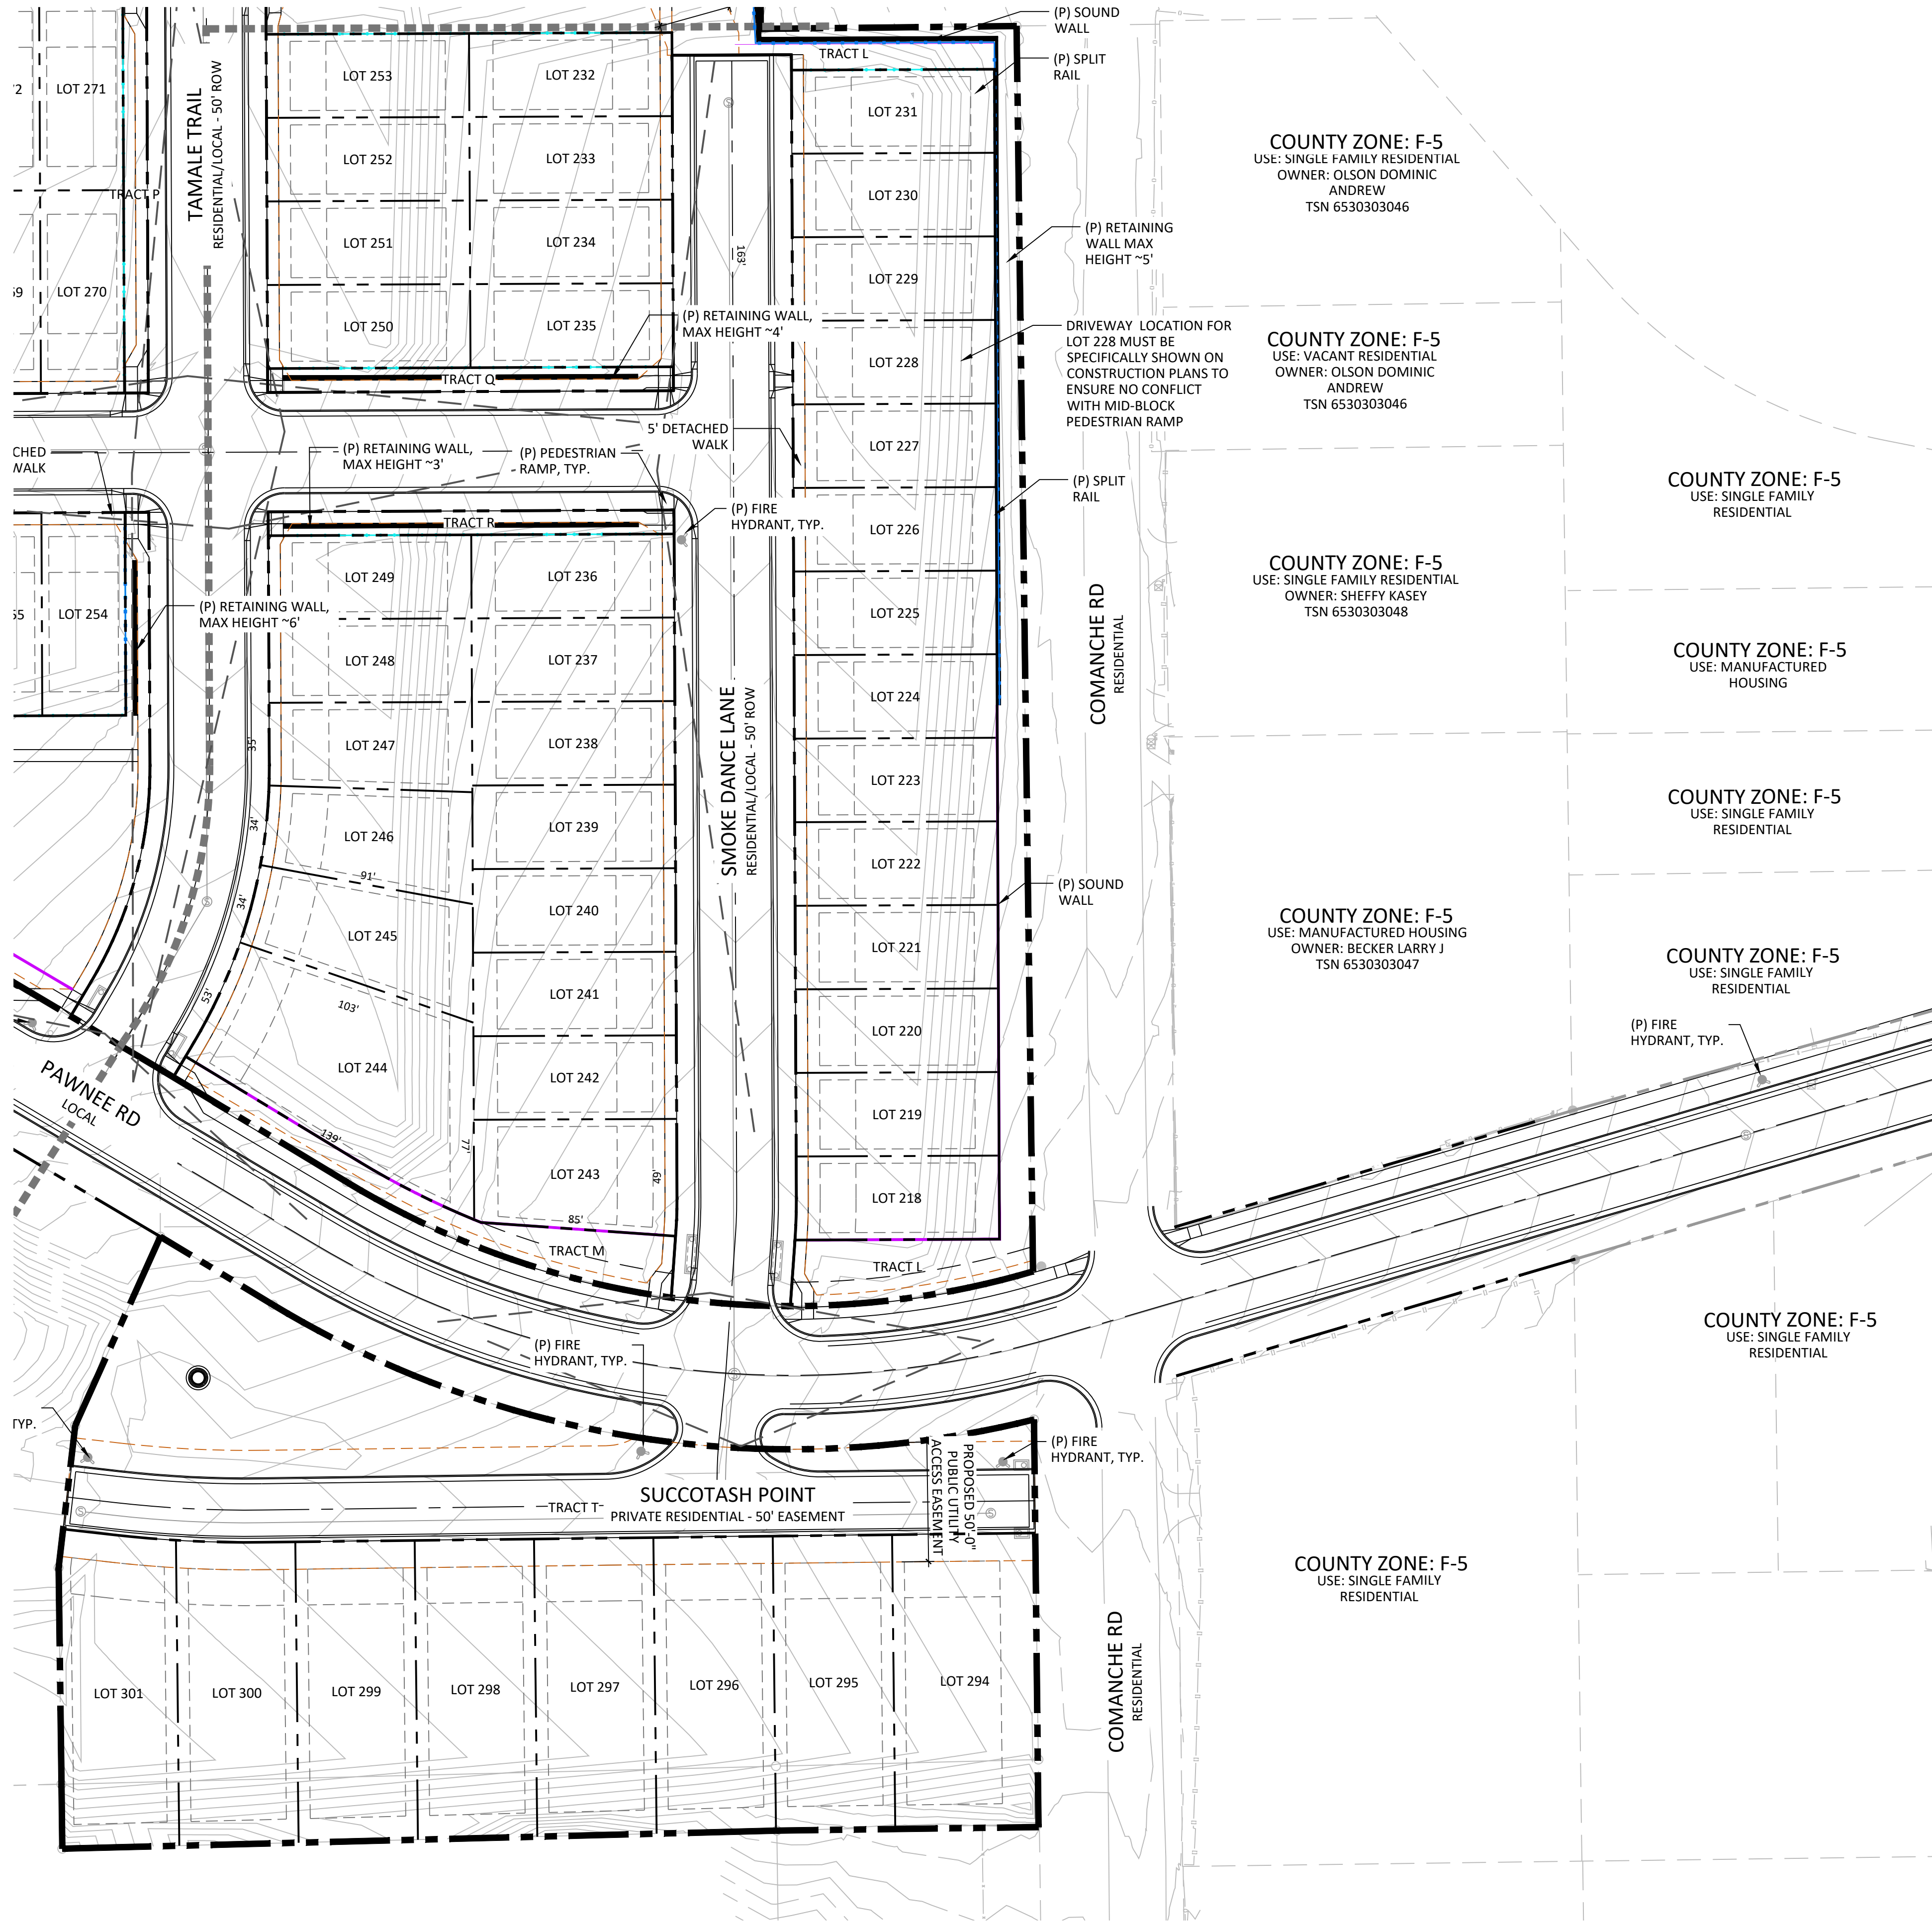 (P) SOUND
WALL
TRACT L
(P) SPLIT
RAIL
LOT 271
TAMALE TRAIL
RESIDENTIAL/LOCAL - 50' ROW
TRACT P
LOT 270
LOT 253
LOT 232
LOT 252
LOT 233
LOT 251
LOT 234
LOT 250
LOT 235
163'
LOT 231
LOT 230
LOT 229
LOT 228
LOT 227
LOT 226
LOT 225
LOT 224
LOT 223
LOT 222
LOT 221
LOT 220
LOT 219
LOT 218
TRACT L
(P) RETAINING
WALL MAX
HEIGHT ~5'
DRIVEWAY LOCATION FOR
LOT 228 MUST BE
SPECIFICALLY SHOWN ON
CONSTRUCTION PLANS TO
ENSURE NO CONFLICT
WITH MID-BLOCK
PEDESTRIAN RAMP
(P) SPLIT
RAIL
(P) SOUND
WALL
(P) RETAINING WALL,
MAX HEIGHT ~4'
TRACT Q
5' DETACHED
WALK
(P) RETAINING WALL,
MAX HEIGHT ~3'
(P) PEDESTRIAN
RAMP, TYP.
TRACT R
(P) FIRE
HYDRANT, TYP.
CHED
WALK
LOT 254
(P) RETAINING WALL,
MAX HEIGHT ~6'
LOT 249
LOT 236
LOT 248
LOT 237
LOT 247
LOT 238
LOT 246
LOT 239
LOT 245
LOT 240
LOT 241
LOT 244
LOT 242
LOT 243
35'
34'
34'
53'
91'
103'
139'
77'
49'
85'
TRACT M
SMOKE DANCE LANE
RESIDENTIAL/LOCAL - 50' ROW
PAWNEE RD
LOCAL
COMANCHE RD
RESIDENTIAL
COUNTY ZONE: F-5
USE: SINGLE FAMILY RESIDENTIAL
OWNER: OLSON DOMINIC
ANDREW
TSN 6530303046
COUNTY ZONE: F-5
USE: VACANT RESIDENTIAL
OWNER: OLSON DOMINIC
ANDREW
TSN 6530303046
COUNTY ZONE: F-5
USE: SINGLE FAMILY
RESIDENTIAL
COUNTY ZONE: F-5
USE: SINGLE FAMILY RESIDENTIAL
OWNER: SHEFFY KASEY
TSN 6530303048
COUNTY ZONE: F-5
USE: MANUFACTURED
HOUSING
COUNTY ZONE: F-5
USE: SINGLE FAMILY
RESIDENTIAL
COUNTY ZONE: F-5
USE: MANUFACTURED HOUSING
OWNER: BECKER LARRY J
TSN 6530303047
COUNTY ZONE: F-5
USE: SINGLE FAMILY
RESIDENTIAL
(P) FIRE
HYDRANT, TYP.
COUNTY ZONE: F-5
USE: SINGLE FAMILY
RESIDENTIAL
(P) FIRE
HYDRANT, TYP.
TYP.
(P) FIRE
HYDRANT, TYP.
PROPOSED 50'-0"
PUBLIC UTILITY
ACCESS EASEMENT
SUCCOTASH POINT
TRACT T
PRIVATE RESIDENTIAL - 50' EASEMENT
COUNTY ZONE: F-5
USE: SINGLE FAMILY
RESIDENTIAL
COMANCHE RD
RESIDENTIAL
LOT 301
LOT 300
LOT 299
LOT 298
LOT 297
LOT 296
LOT 295
LOT 294